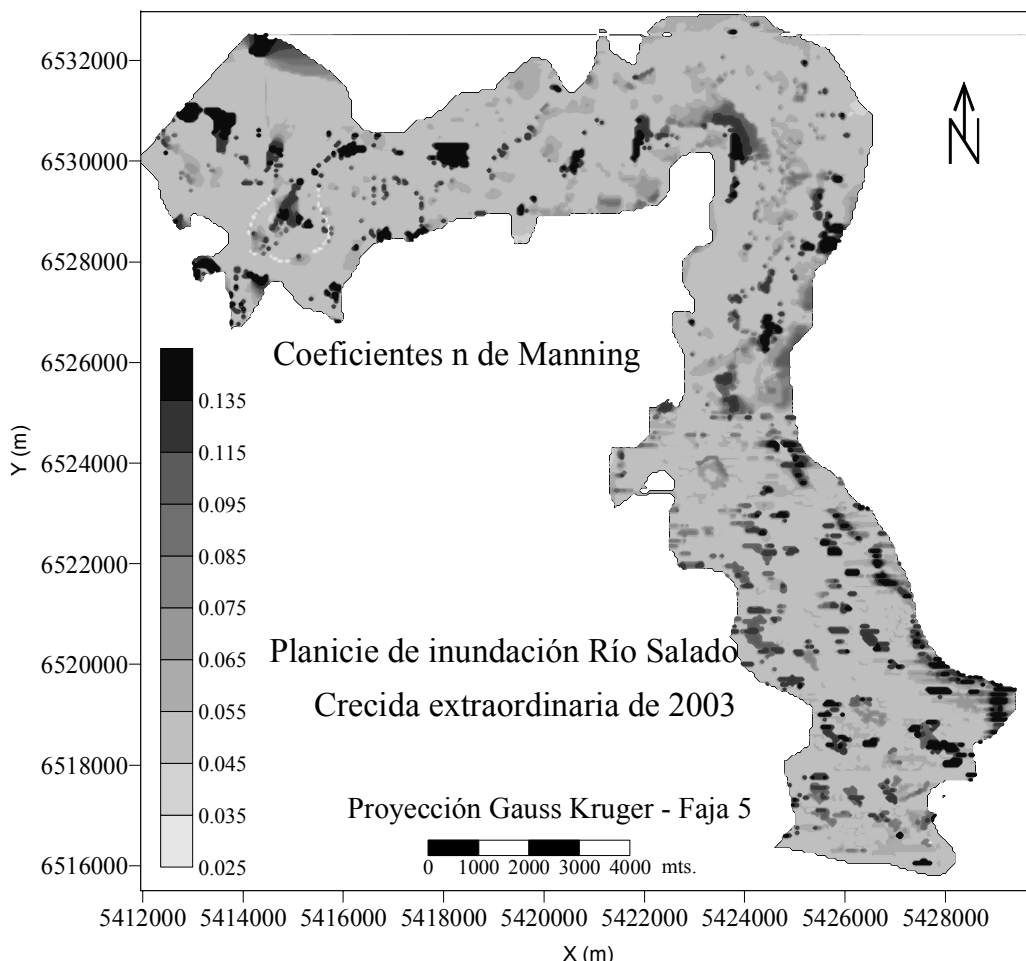 6532000
6530000
6528000
6526000
6524000
6522000
6520000
6518000
6516000
Y (m)
N
Coeficientes n de Manning
0.135
0.115
0.095
0.085
0.075
0.065
0.055
0.045
0.035
0.025
Planicie de inundación Río Salado
Crecida extraordinaria de 2003
Proyección Gauss Kruger - Faja 5
0 1000 2000 3000 4000 mts.
5412000 5414000 5416000 5418000 5420000 5422000 5424000 5426000 5428000
X (m)